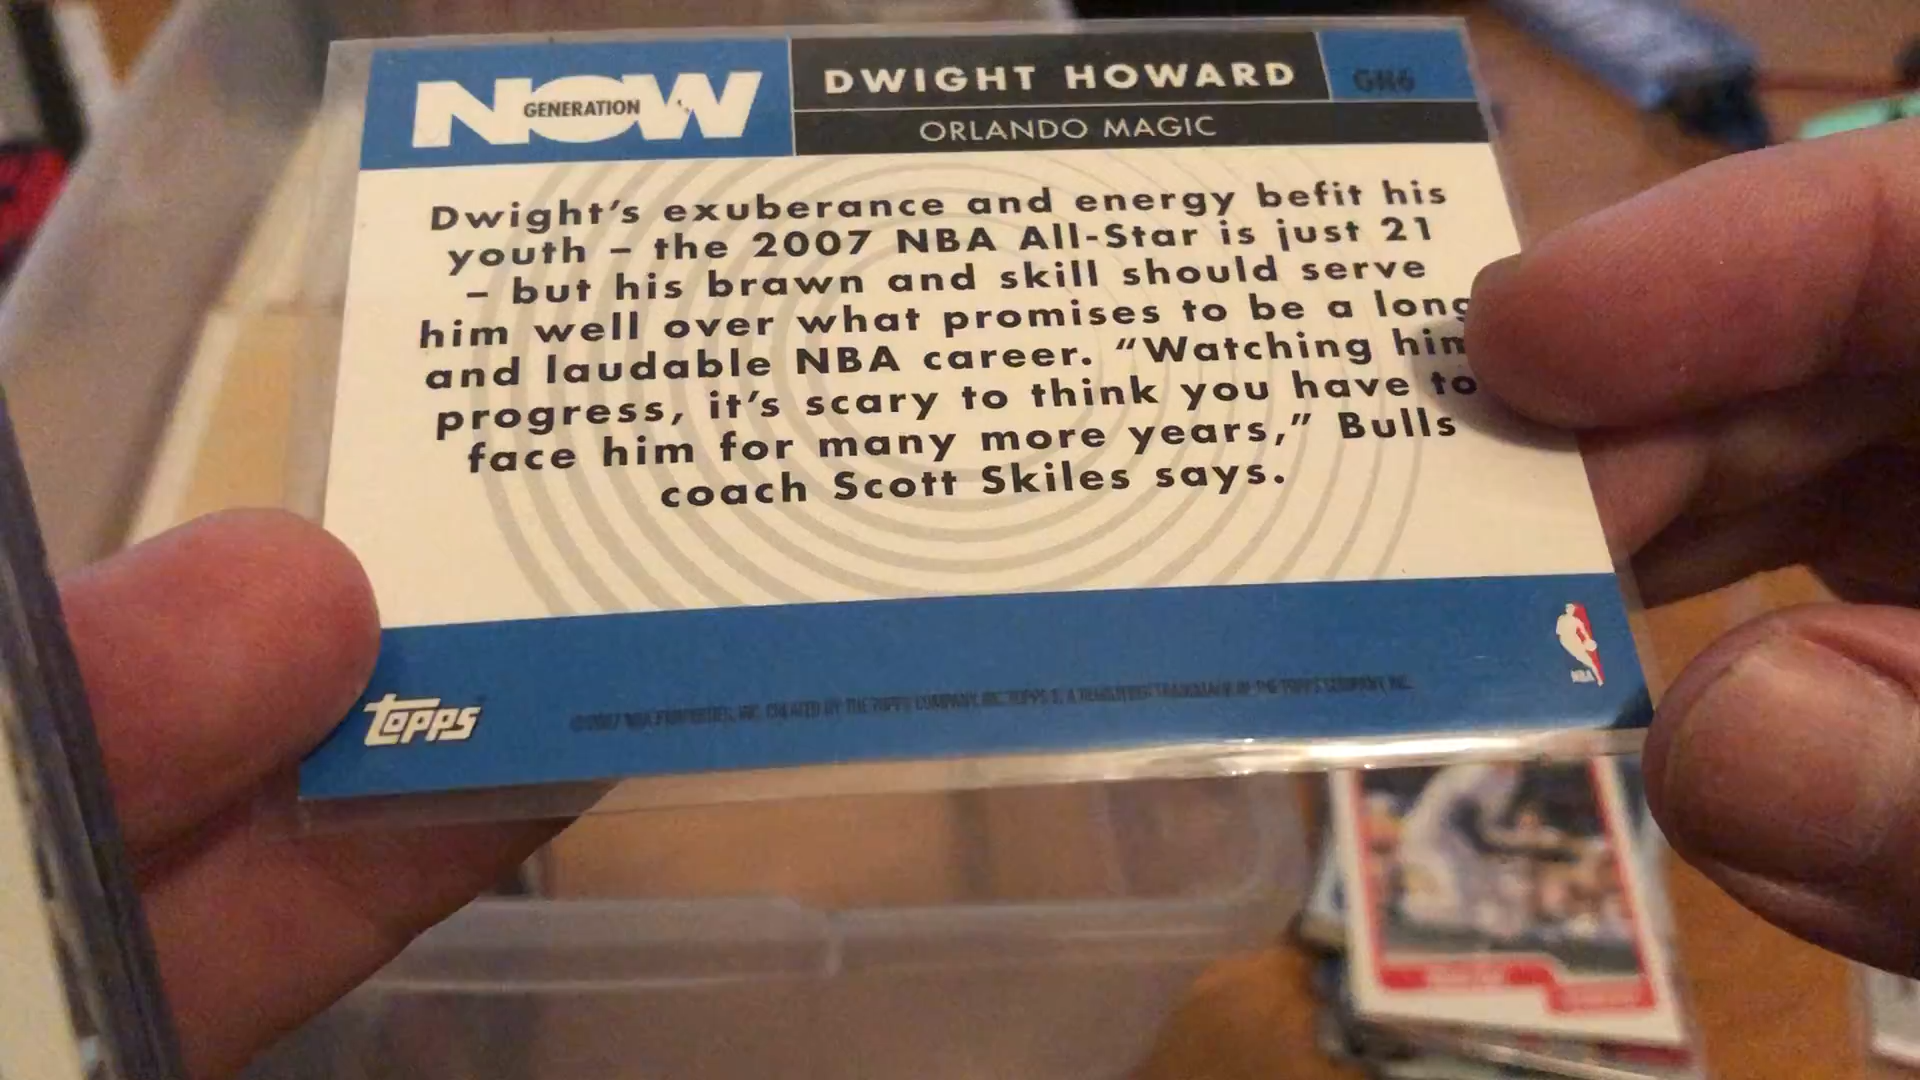 NOW
GENERATION
DWIGHT HOWARD
GN6
ORLANDO MAGIC
Dwight's exuberance and energy befit his
youth – the 2007 NBA All-Star is just 21
– but his brawn and skill should serve
him well over what promises to be a long
and laudable NBA career. “Watching him
progress, it's scary to think you have to
face him for many more years,” Bulls
coach Scott Skiles says.
NBA
topps